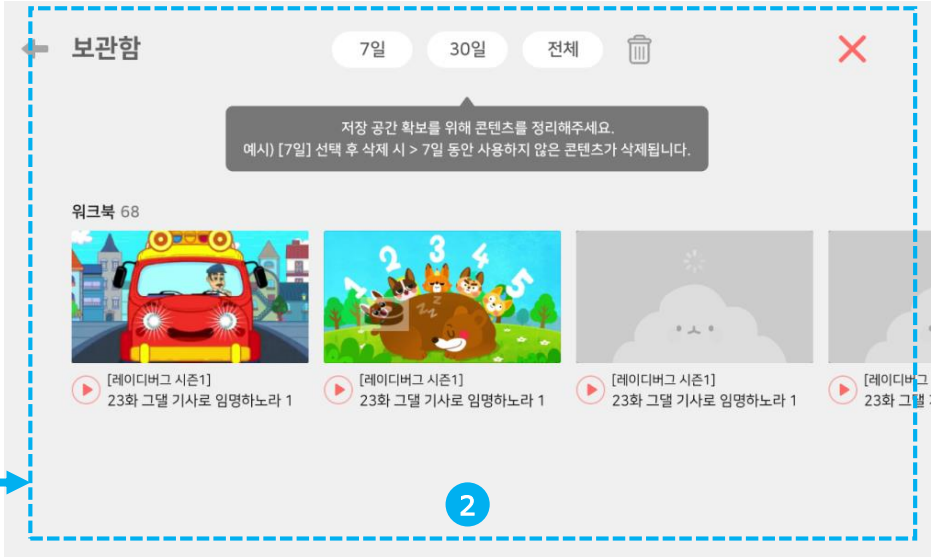 보관함
7일
30일
전체
저장 공간 확보를 위해 콘텐츠를 정리해주세요.
예시) [7일] 선택 후 삭제 시 > 7일 동안 사용하지 않은 콘텐츠가 삭제됩니다.
워크북 68
1 2 3 4 5
z z z
[레이디버그 시즌1]
23화 그댈 기사로 임명하노라 1
[레이디버그 시즌1]
23화 그댈 기사로 임명하노라 1
[레이디버그 시즌1]
23화 그댈 기사로 임명하노라 1
[레이디버그
23화 그댈
2